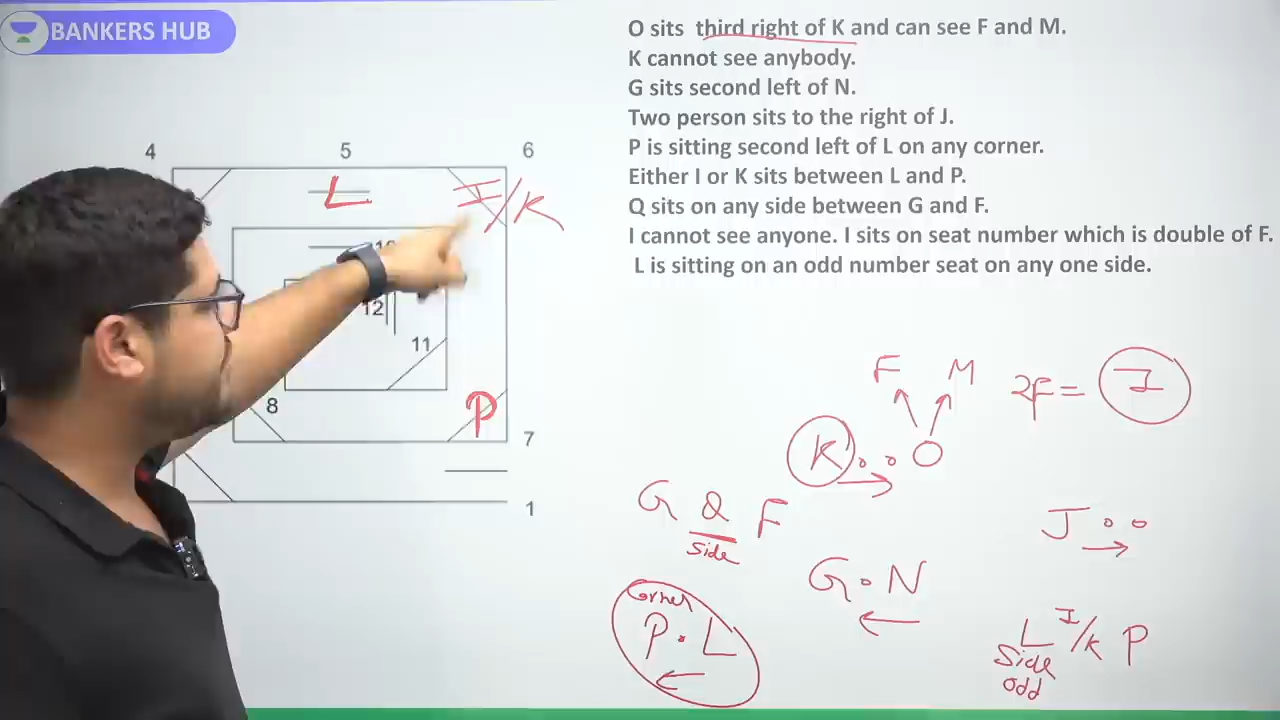 BANKERS HUB
O sits third right of K and can see F and M.
K cannot see anybody.
G sits second left of N.
Two person sits to the right of J.
P is sitting second left of L on any corner.
Either I or K sits between L and P.
Q sits on any side between G and F.
I cannot see anyone. I sits on seat number which is double of F.
L is sitting on an odd number seat on any one side.
4 5 6
L I/K
10
12
11
8 P
7
1
F M
2F = I
K O
G Q F
side
J
G N
Corner
P . L
L I/K P
Side
odd